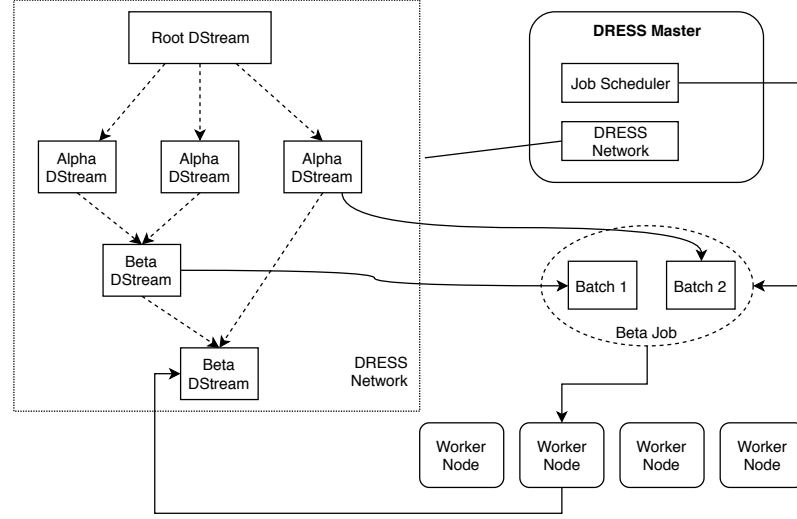 Root DStream
DRESS Master
Job Scheduler
DRESS
Network
Alpha
DStream
Alpha
DStream
Alpha
DStream
Beta
DStream
Batch 1
Batch 2
Beta Job
Beta
DStream
DRESS
Network
Worker
Node
Worker
Node
Worker
Node
Worker
Node